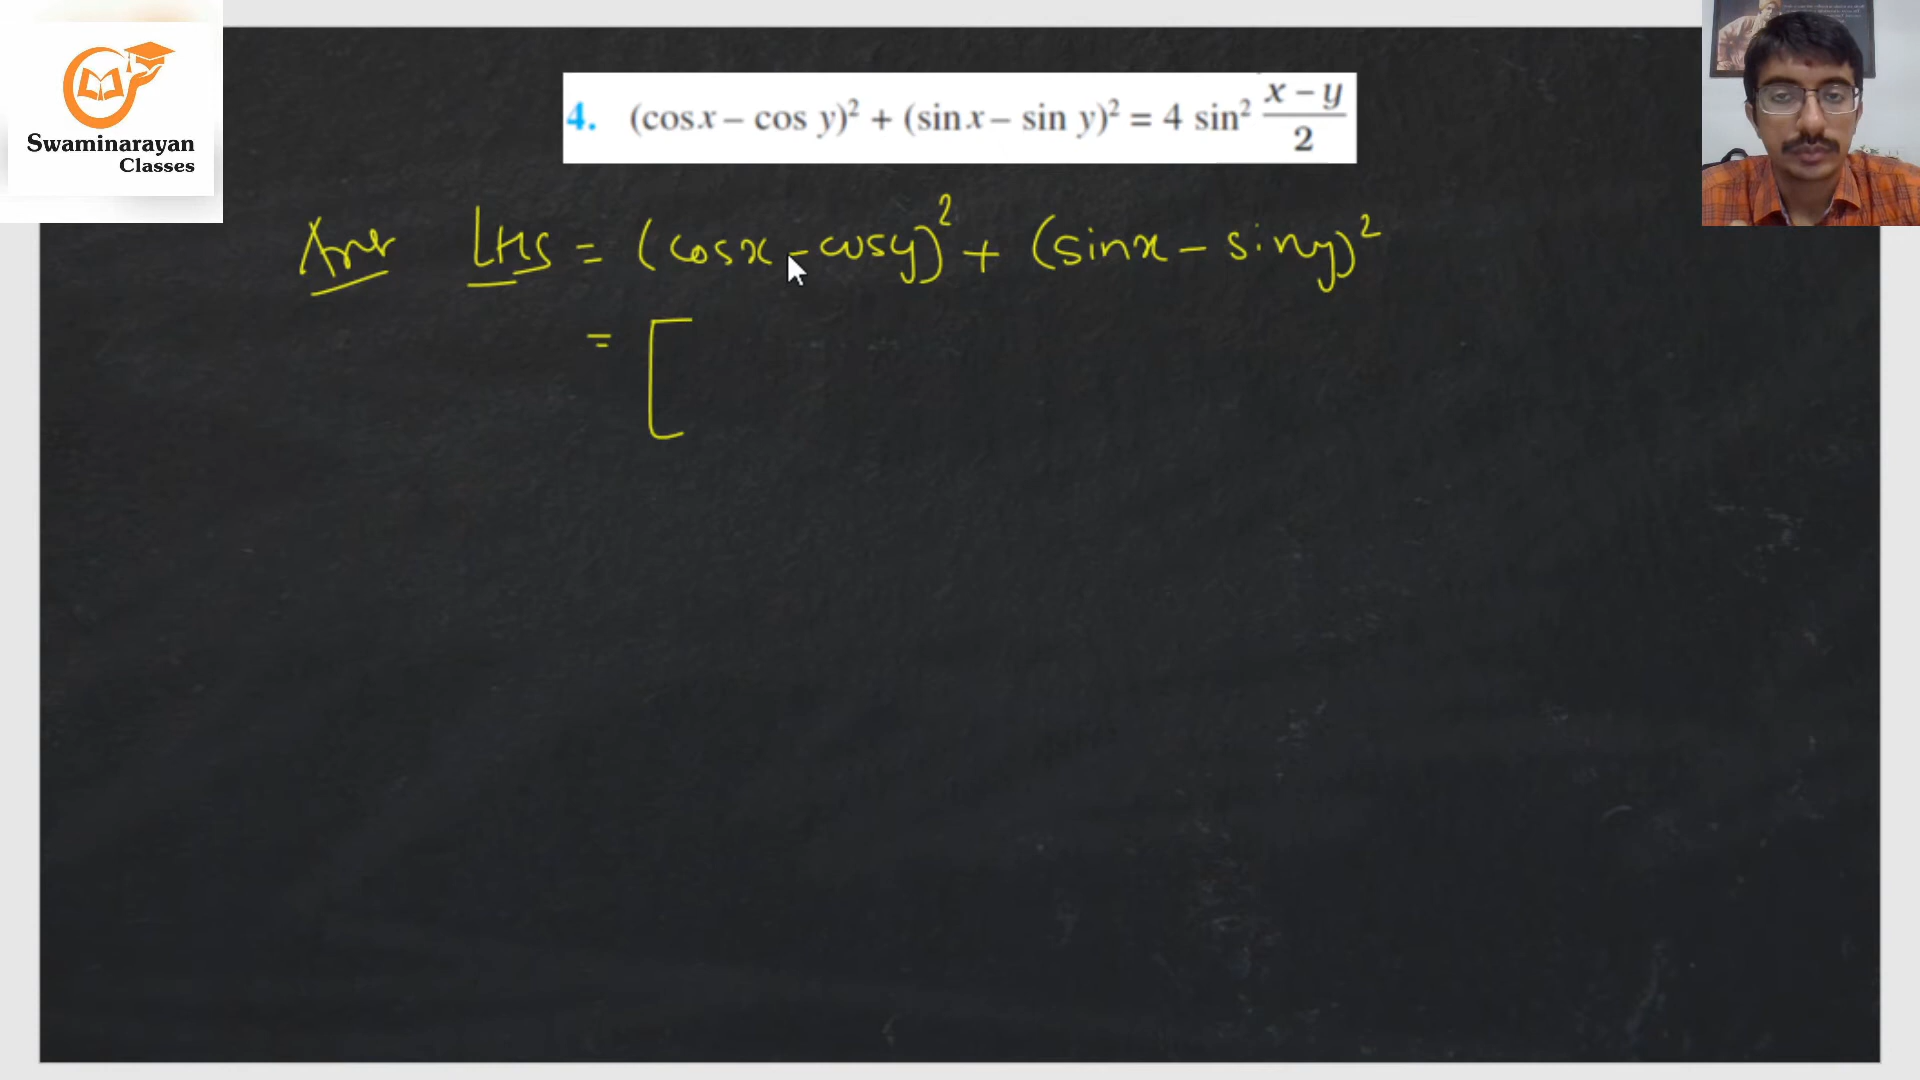 Swaminarayan
Classes
4. (cos x – cos y)² + (sin x – sin y)² = 4 sin² (x – y)/2
Ans LHS = (cosx - cosy)² + (sinx - siny)²
= [